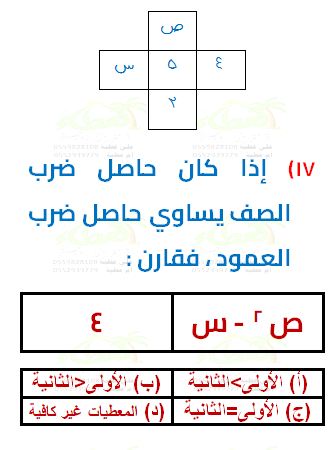 ص
س ٥ ٤
٢
١٧) إذا كان حاصل ضرب
الصف يساوي حاصل ضرب
العمود ، فقارن :
ص ٢ - س ٤
(أ) الأولى>الثانية (ب) الأولى<الثانية
(ج) الأولى=الثانية (د) المعطيات غير كافية